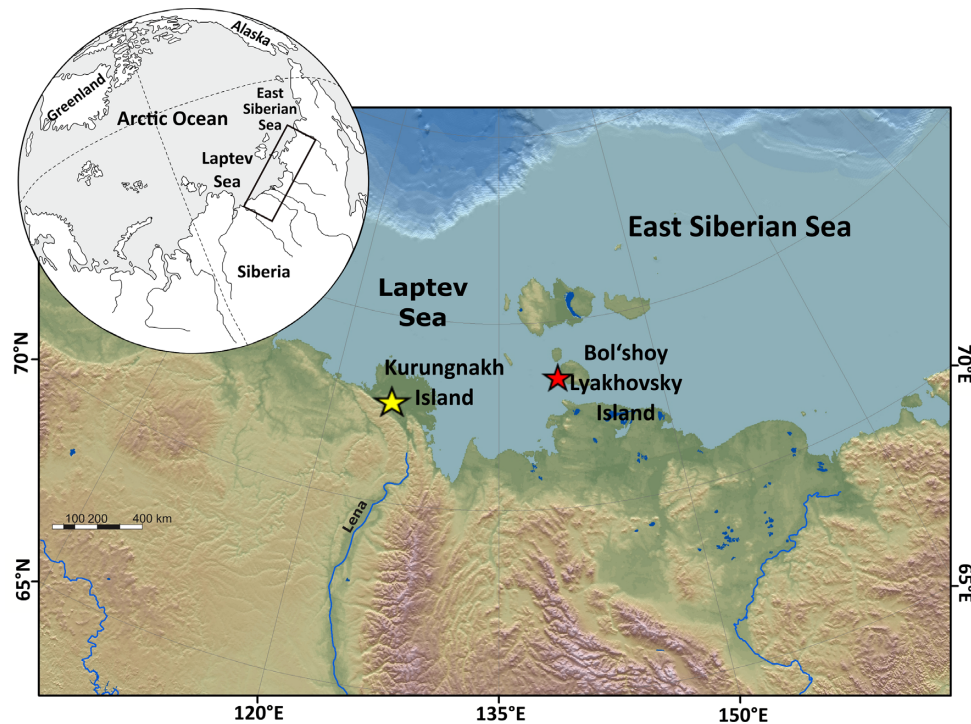 Alaska
Greenland
East
Siberian
Sea
Arctic Ocean
Laptev
Sea
Siberia
East Siberian Sea
Laptev
Sea
Kurungnakh
Island
Bol‘shoy
Lyakhovsky
Island
Lena
100 200 400 km
70°N
65°N
70°E
65°E
120°E
135°E
150°E